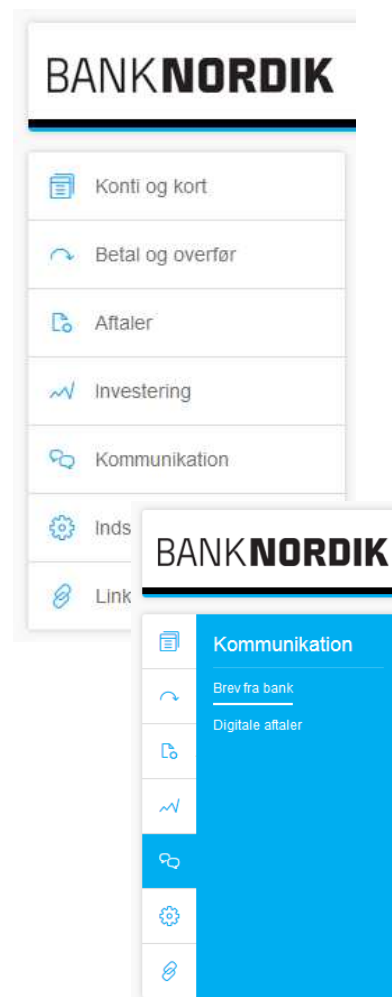 BANKNORDIK
Konti og kort
Betal og overfør
Aftaler
Investering
Kommunikation
Inds
Link
BANKNORDIK
Kommunikation
Brev fra bank
Digitale aftaler